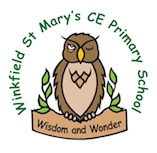 Winkfield St Mary's CE Primary School
Wisdom and Wonder